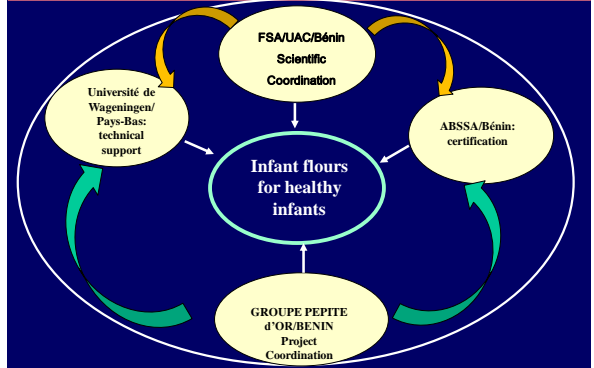 FSA/UAC/Bénin
Scientific
Coordination
Université de
Wageningen/
Pays-Bas:
technical
support
ABSSA/Bénin:
certification
Infant flours
for healthy
infants
GROUPE PEPITE
d'OR/BENIN
Project
Coordination